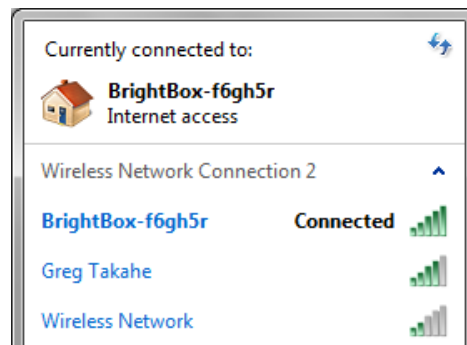 Currently connected to:
BrightBox-f6gh5r
Internet access
Wireless Network Connection 2
BrightBox-f6gh5r Connected
Greg Takahe
Wireless Network